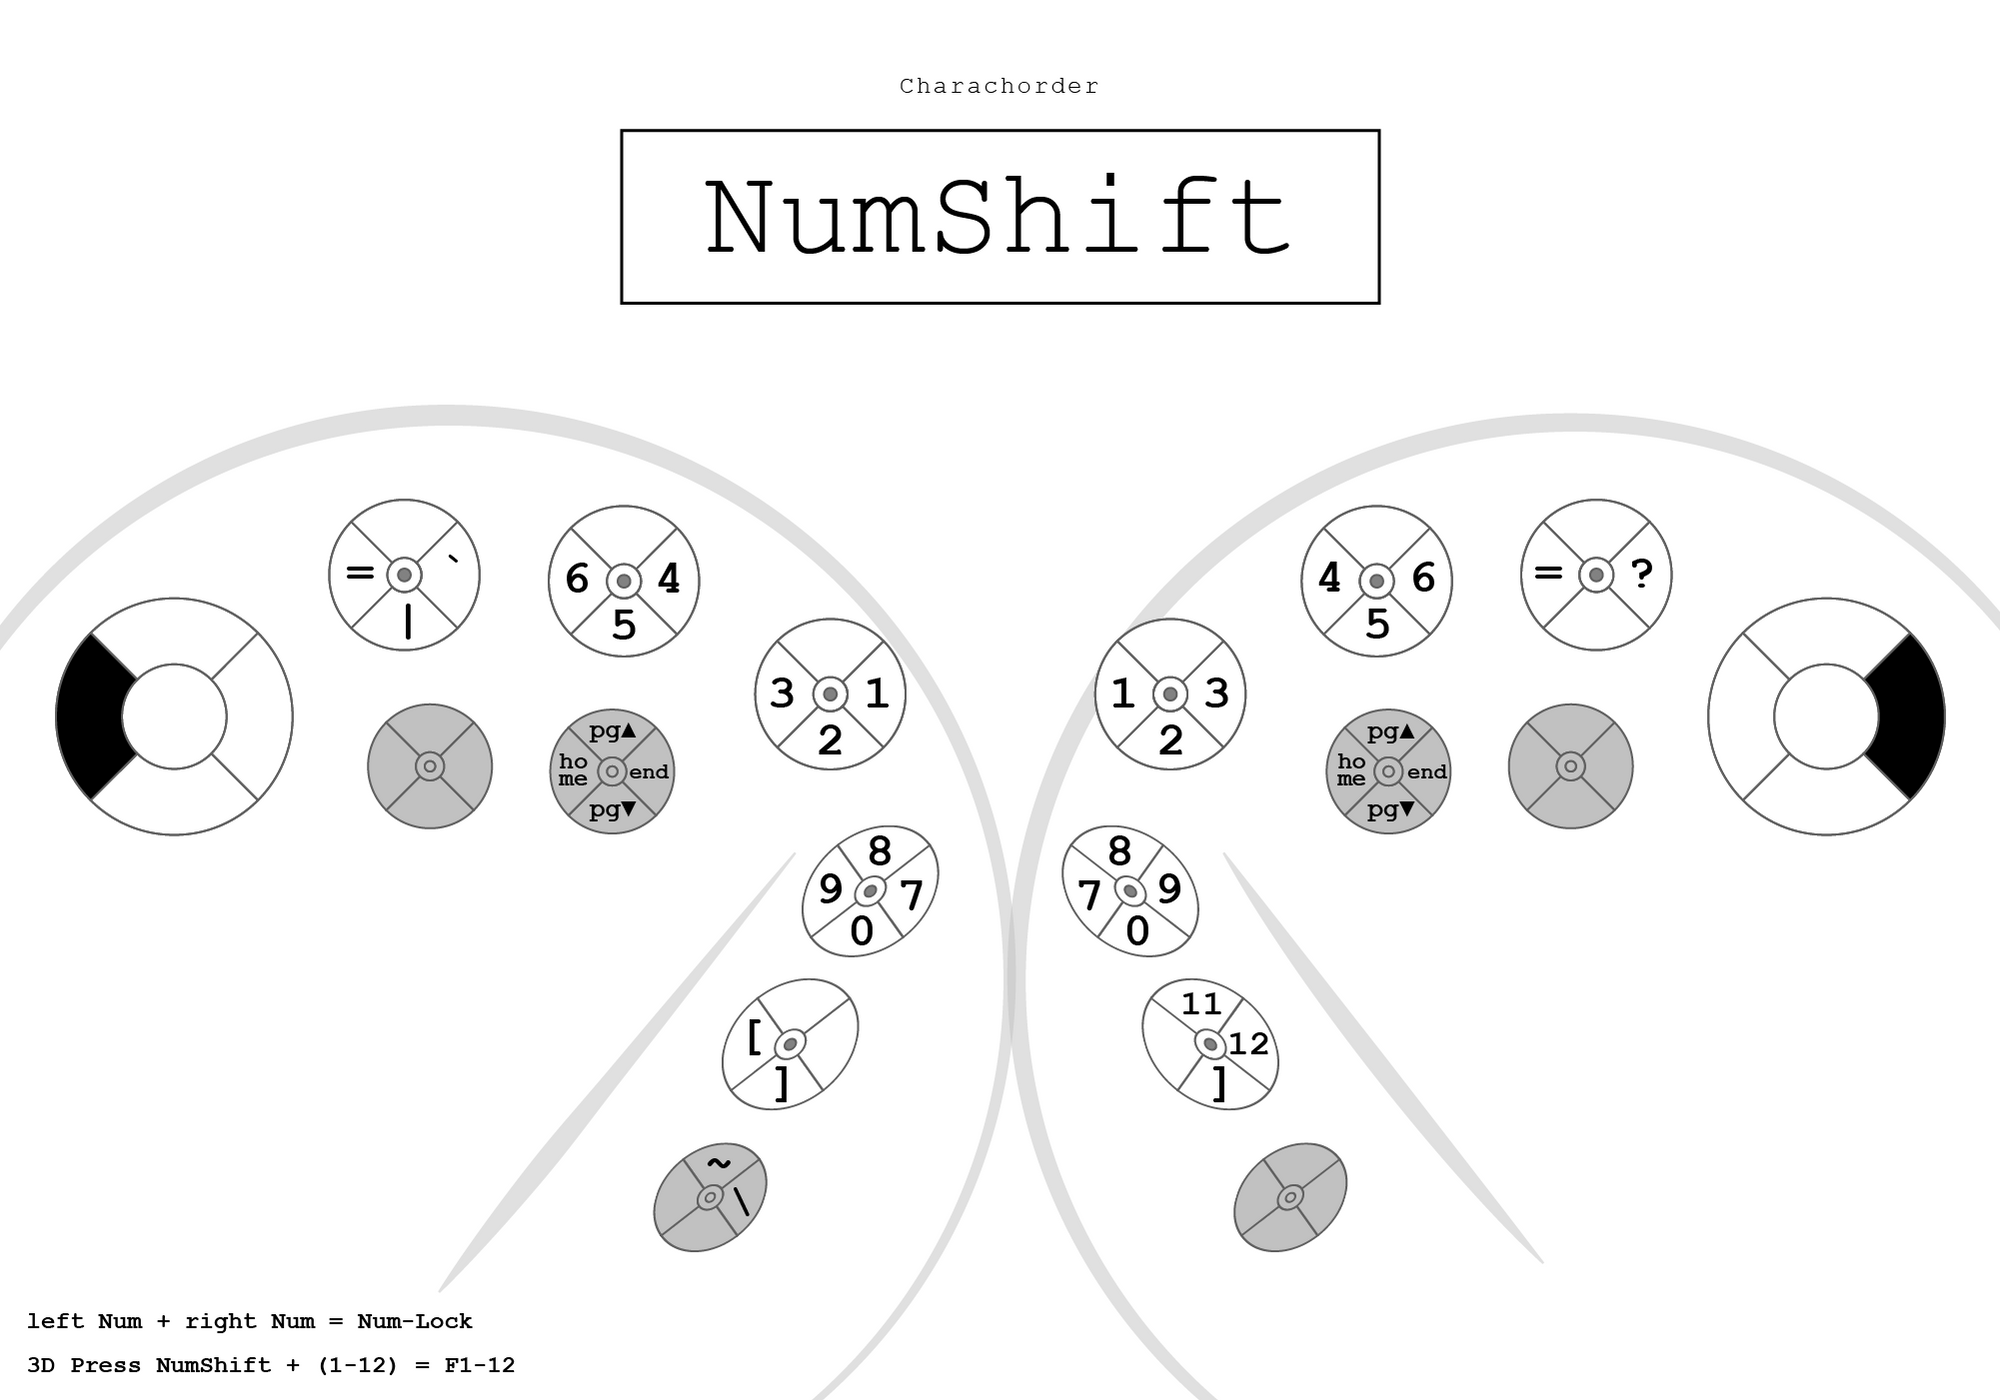 Charachorder
NumShift
= ` |
6 4 5
3 1 2
pg▲
ho
me
end
pg▼
9 8 7 0
[ ]
~ \
4 6 5
= ?
1 3 2
pg▲
ho
me
end
pg▼
7 8 9 0
11 12 ]
left Num + right Num = Num-Lock
3D Press NumShift + (1-12) = F1-12